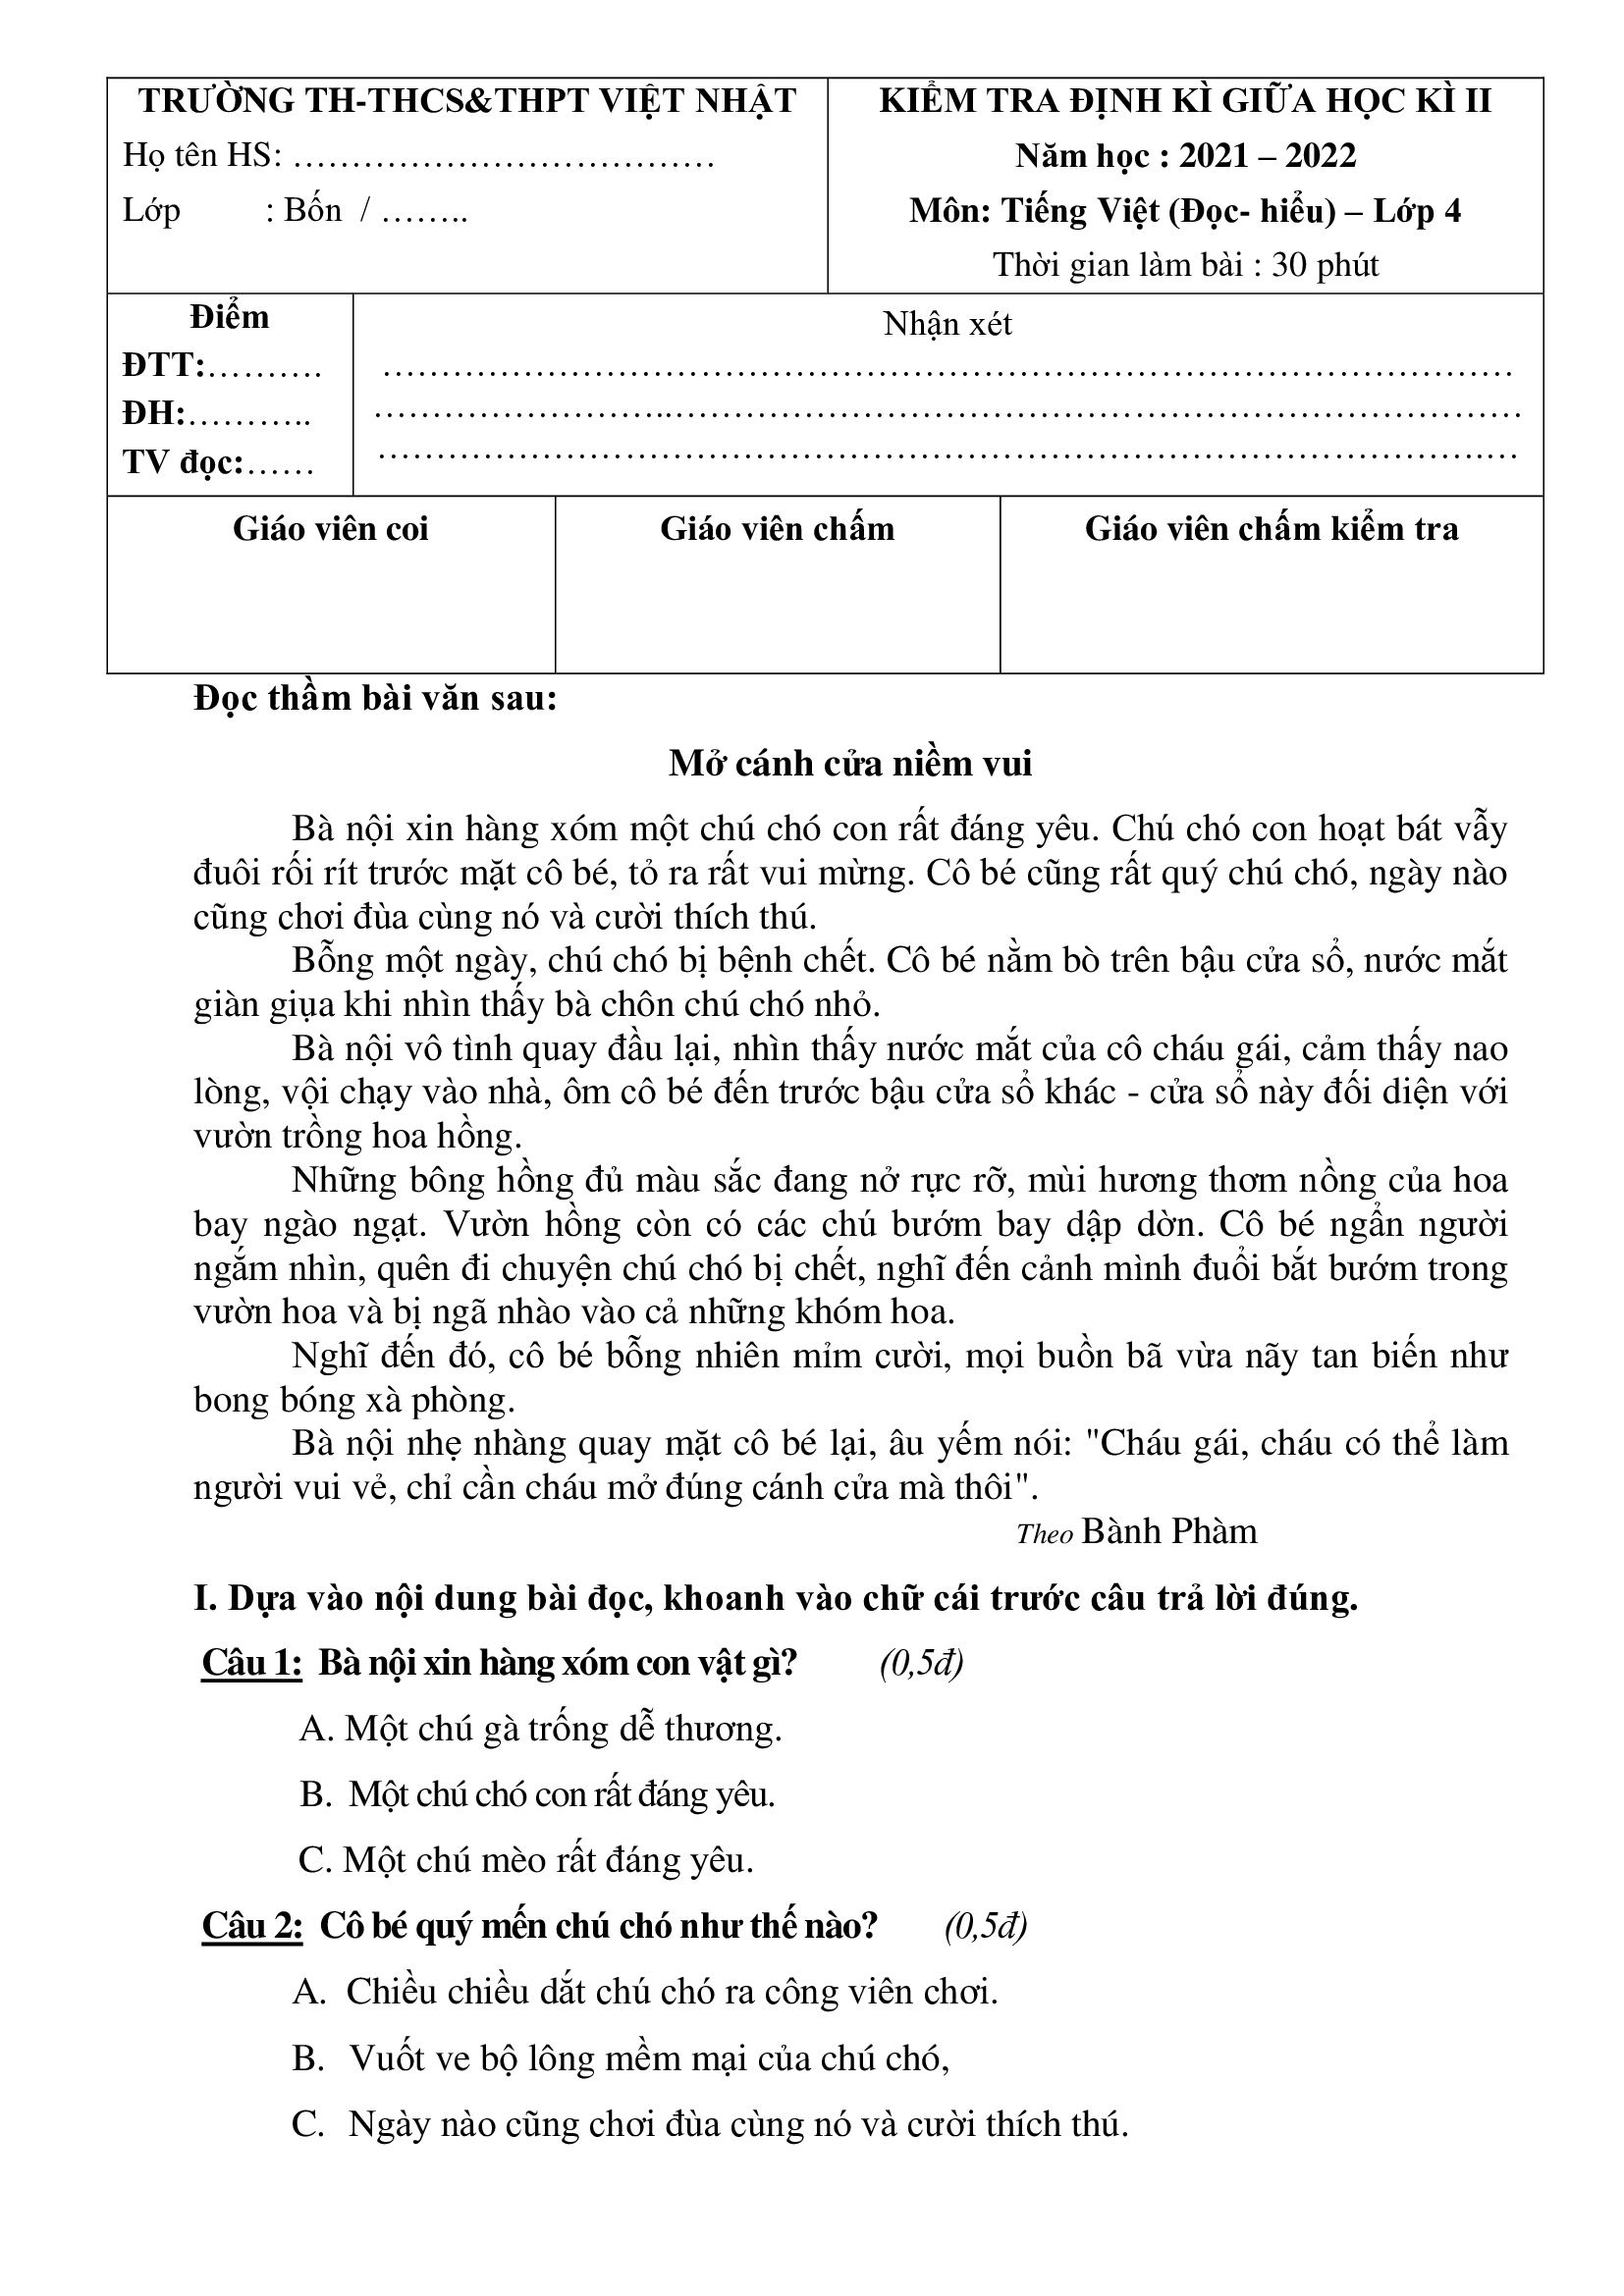 TRƯỜNG TH-THCS&THPT VIỆT NHẬT
Họ tên HS: ………………………………
Lớp : Bốn / ……..
KIỂM TRA ĐỊNH KÌ GIỮA HỌC KÌ II
Năm học : 2021 – 2022
Môn: Tiếng Việt (Đọc- hiểu) – Lớp 4
Thời gian làm bài : 30 phút
Điểm
ĐTT:……….
ĐH:………..
TV đọc:……
Nhận xét
……………………………………………………………………………………
……………………..………………………………………………………………
………………………………………………………………………………….…
Giáo viên coi
Giáo viên chấm
Giáo viên chấm kiểm tra
Đọc thầm bài văn sau:
Mở cánh cửa niềm vui
Bà nội xin hàng xóm một chú chó con rất đáng yêu. Chú chó con hoạt bát vẫy
đuôi rối rít trước mặt cô bé, tỏ ra rất vui mừng. Cô bé cũng rất quý chú chó, ngày nào
cũng chơi đùa cùng nó và cười thích thú.
Bỗng một ngày, chú chó bị bệnh chết. Cô bé nằm bò trên bậu cửa sổ, nước mắt
giàn giụa khi nhìn thấy bà chôn chú chó nhỏ.
Bà nội vô tình quay đầu lại, nhìn thấy nước mắt của cô cháu gái, cảm thấy nao
lòng, vội chạy vào nhà, ôm cô bé đến trước bậu cửa sổ khác - cửa sổ này đối diện với
vườn trồng hoa hồng.
Những bông hồng đủ màu sắc đang nở rực rỡ, mùi hương thơm nồng của hoa
bay ngào ngạt. Vườn hồng còn có các chú bướm bay dập dờn. Cô bé ngẩn người
ngắm nhìn, quên đi chuyện chú chó bị chết, nghĩ đến cảnh mình đuổi bắt bướm trong
vườn hoa và bị ngã nhào vào cả những khóm hoa.
Nghĩ đến đó, cô bé bỗng nhiên mỉm cười, mọi buồn bã vừa nãy tan biến như
bong bóng xà phòng.
Bà nội nhẹ nhàng quay mặt cô bé lại, âu yếm nói: "Cháu gái, cháu có thể làm
người vui vẻ, chỉ cần cháu mở đúng cánh cửa mà thôi".
Theo Bành Phàm
I. Dựa vào nội dung bài đọc, khoanh vào chữ cái trước câu trả lời đúng.
Câu 1: Bà nội xin hàng xóm con vật gì? (0,5đ)
A. Một chú gà trống dễ thương.
B. Một chú chó con rất đáng yêu.
C. Một chú mèo rất đáng yêu.
Câu 2: Cô bé quý mến chú chó như thế nào? (0,5đ)
A. Chiều chiều dắt chú chó ra công viên chơi.
B. Vuốt ve bộ lông mềm mại của chú chó,
C. Ngày nào cũng chơi đùa cùng nó và cười thích thú.